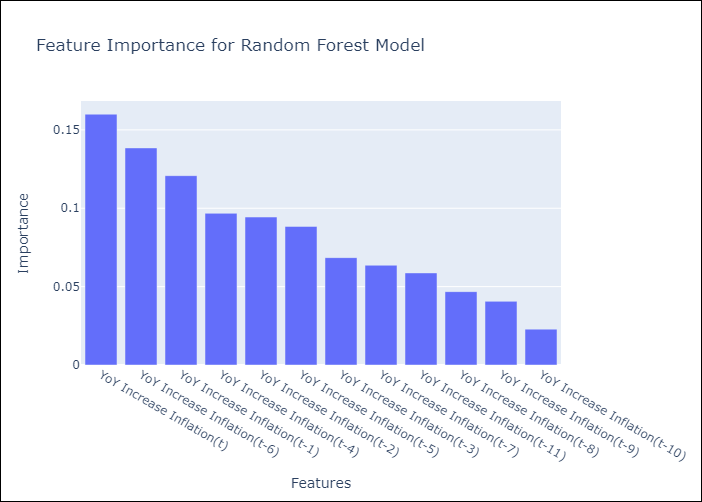 Feature Importance for Random Forest Model
Importance
0.15
0.1
0.05
0
YoY Increase Inflation(t)
YoY Increase Inflation(t-6)
YoY Increase Inflation(t-1)
YoY Increase Inflation(t-4)
YoY Increase Inflation(t-2)
YoY Increase Inflation(t-5)
YoY Increase Inflation(t-3)
YoY Increase Inflation(t-7)
YoY Increase Inflation(t-11)
YoY Increase Inflation(t-8)
YoY Increase Inflation(t-9)
YoY Increase Inflation(t-10)
Features